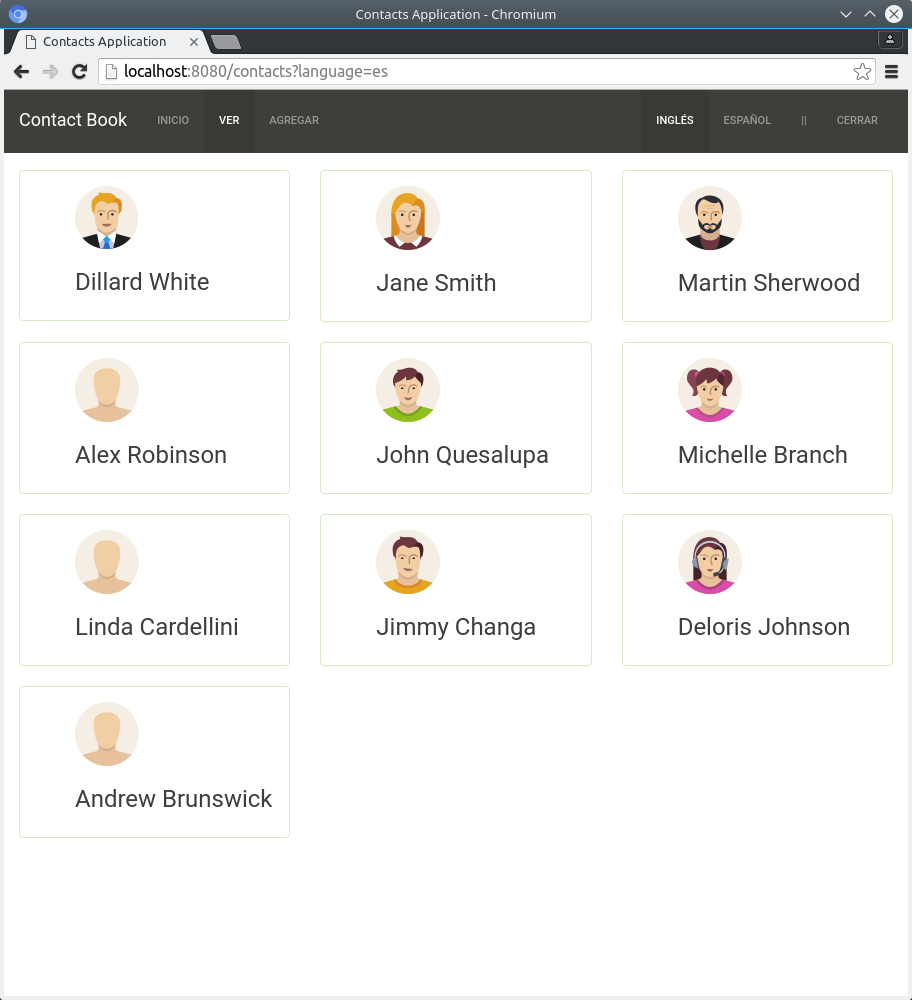 Contacts Application - Chromium
Contacts Application
localhost:8080/contacts?language=es
Contact Book INICIO VER AGREGAR INGLÉS ESPAÑOL || CERRAR
Dillard White Jane Smith Martin Sherwood
Alex Robinson John Quesalupa Michelle Branch
Linda Cardellini Jimmy Changa Deloris Johnson
Andrew Brunswick